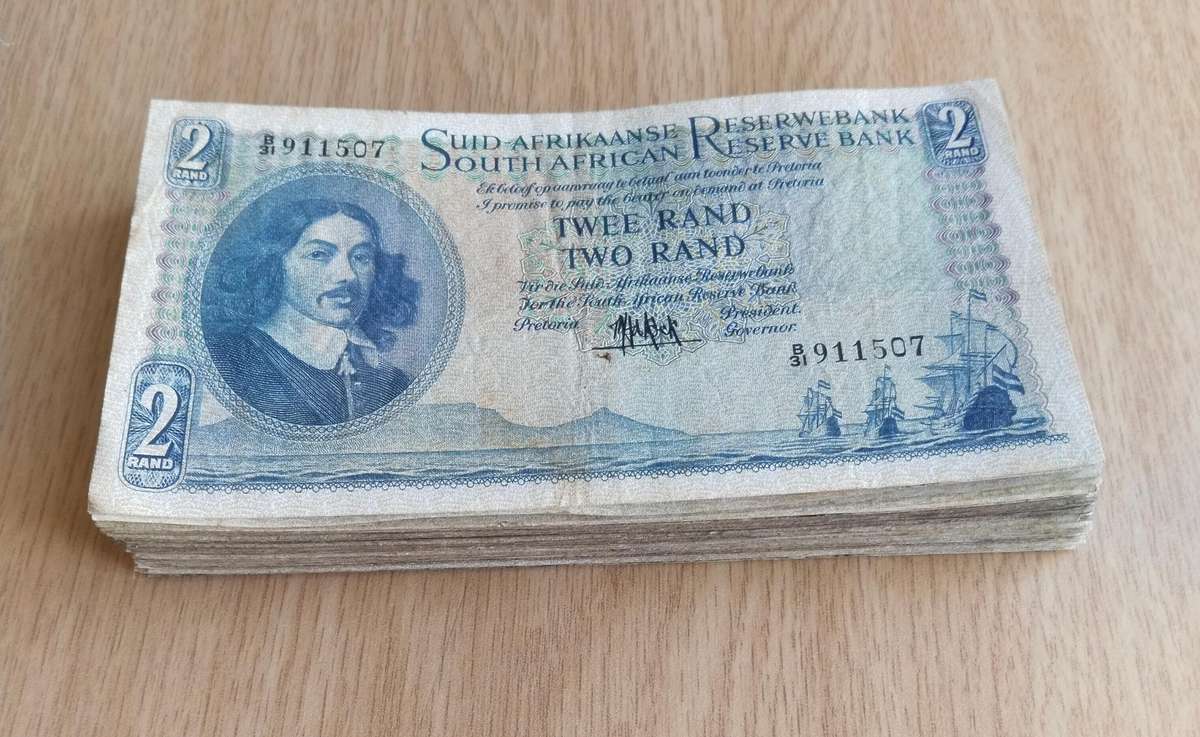 2
RAND
B/31 911507
SUID-AFRIKAANSE RESERWEBANK
SOUTH AFRICAN RESERVE BANK
2
RAND
Ek beloof op aanvraag te betaal aan toonder te Pretoria
I promise to pay the bearer on demand at Pretoria
TWEE RAND
TWO RAND
Vir die Suid-Afrikaanse Reserwebank
For the South African Reserve Bank
Pretoria
President.
Governor.
B/31 911507
2
RAND